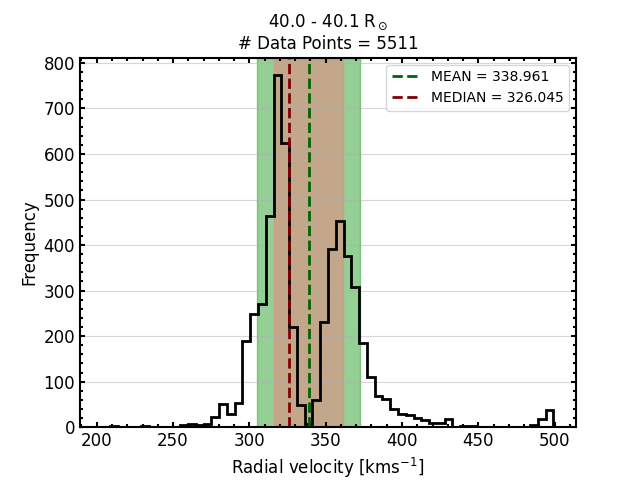 40.0 - 40.1 R⊙
# Data Points = 5511
MEAN = 338.961
MEDIAN = 326.045
Frequency
800
700
600
500
400
300
200
100
0
200 250 300 350 400 450 500
Radial velocity [kms⁻¹]